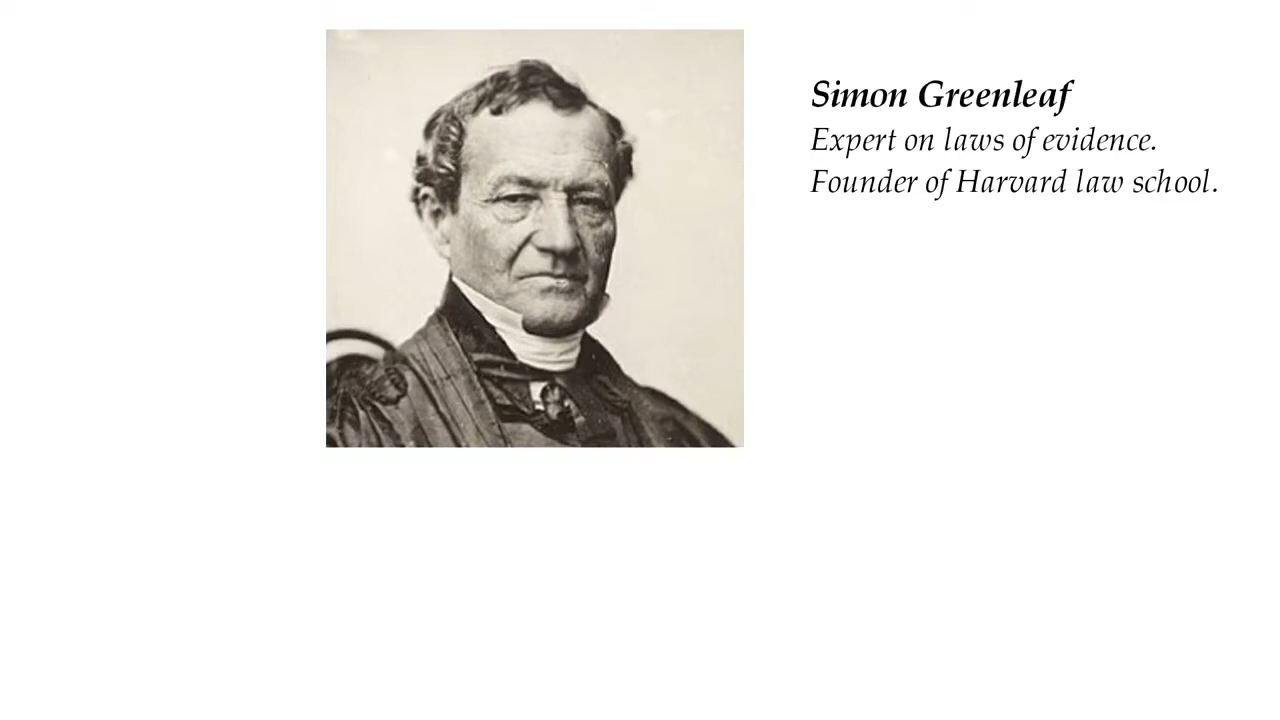 Simon Greenleaf
Expert on laws of evidence.
Founder of Harvard law school.